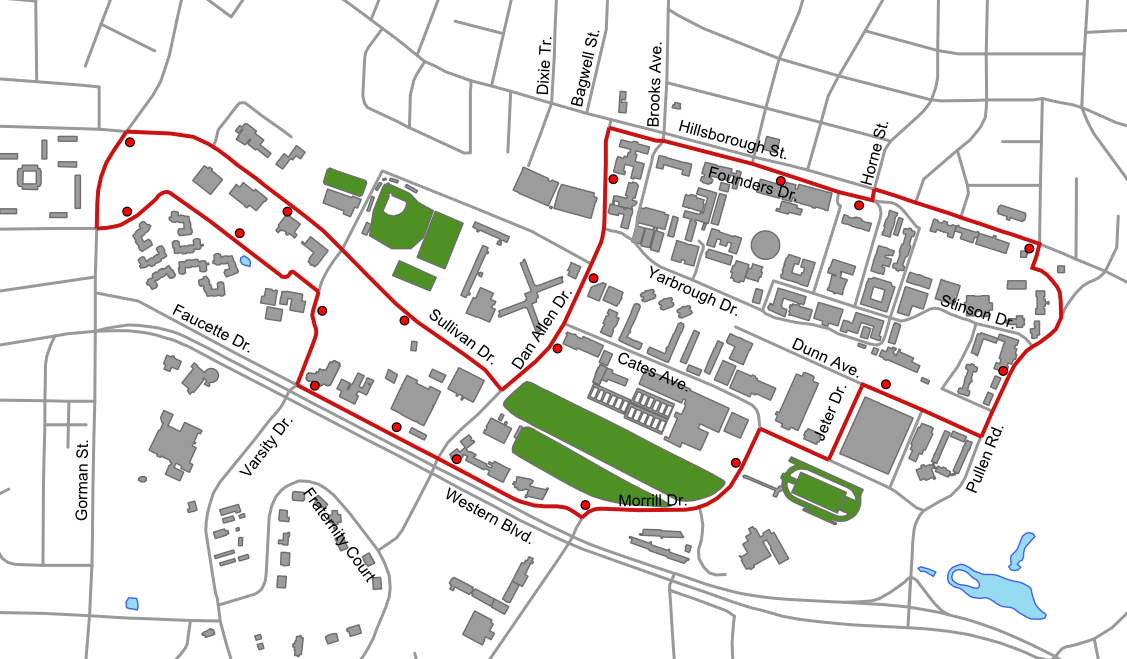 Dixie Tr.
Bagwell St.
Brooks Ave.
Hillsborough St.
Horne St.
Founders Dr.
Yarbrough Dr.
Stinson Dr.
Faucette Dr.
Sullivan Dr.
Dan Allen Dr.
Dunn Ave.
Cates Ave.
Jeter Dr.
Varsity Dr.
Gorman St.
Pullen Rd.
Morrill Dr.
Western Blvd.
Fraternity Court